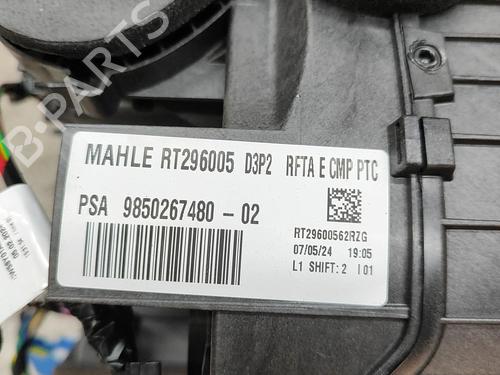 B-PARTS
MAHLE RT296005 D3P2 RFTA E CMP PTC
PSA 9850267480-02
RT29600562RZG
07/05/24 19:05
L1 SHIFT:2 I01